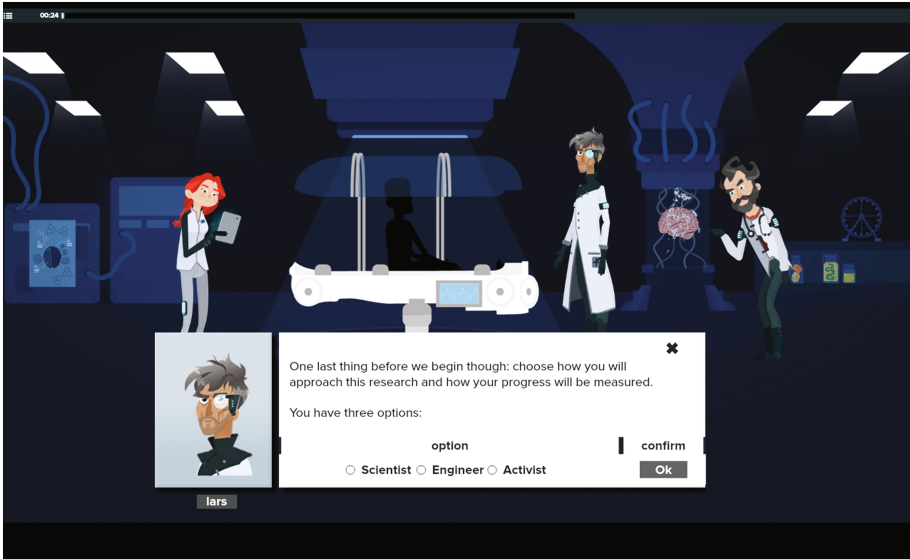 00:24
One last thing before we begin though: choose how you will
approach this research and how your progress will be measured.
You have three options:
option confirm
Scientist Engineer Activist Ok
lars